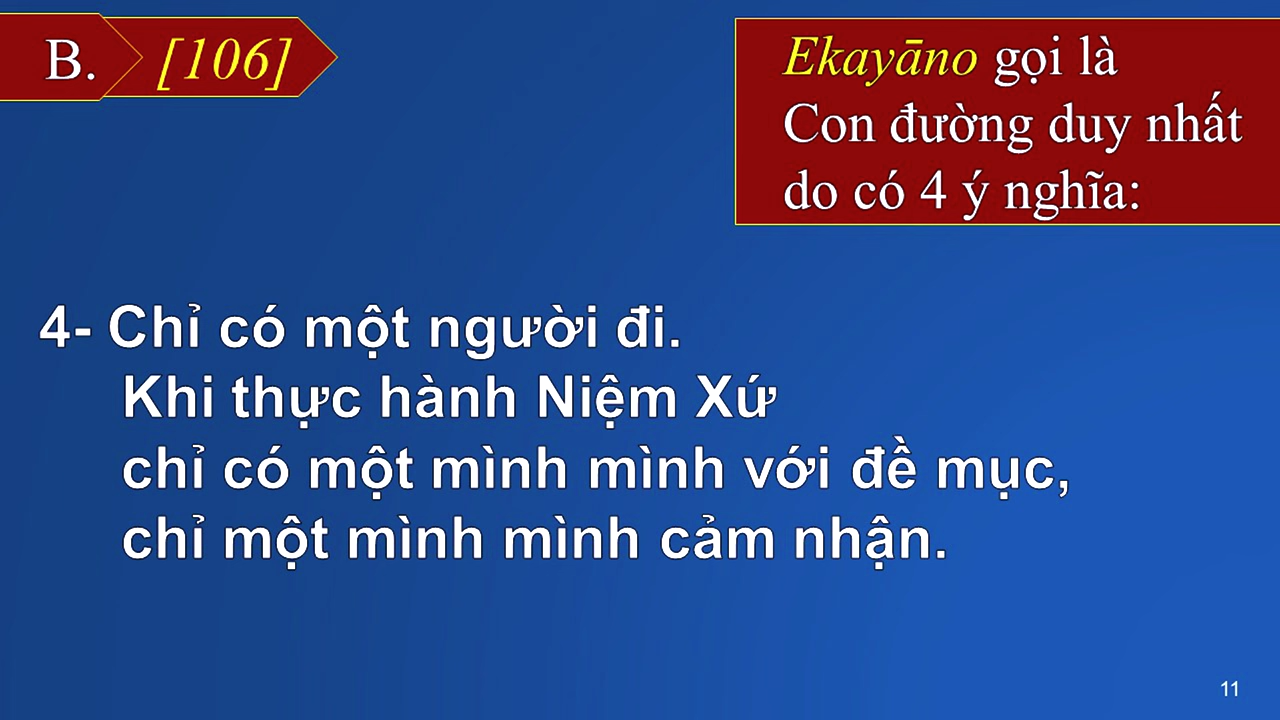 B. [106]
Ekayāno gọi là
Con đường duy nhất
do có 4 ý nghĩa:
4- Chỉ có một người đi.
Khi thực hành Niệm Xứ
chỉ có một mình mình với đề mục,
chỉ một mình mình cảm nhận.
11